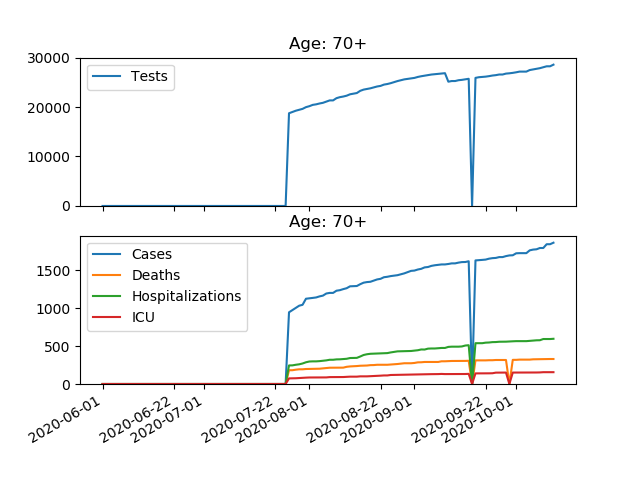 Age: 70+
30000
20000
10000
0
Tests
Age: 70+
1500
1000
500
0
Cases
Deaths
Hospitalizations
ICU
2020-06-01
2020-06-22
2020-07-01
2020-07-22
2020-08-01
2020-08-22
2020-09-01
2020-09-22
2020-10-01